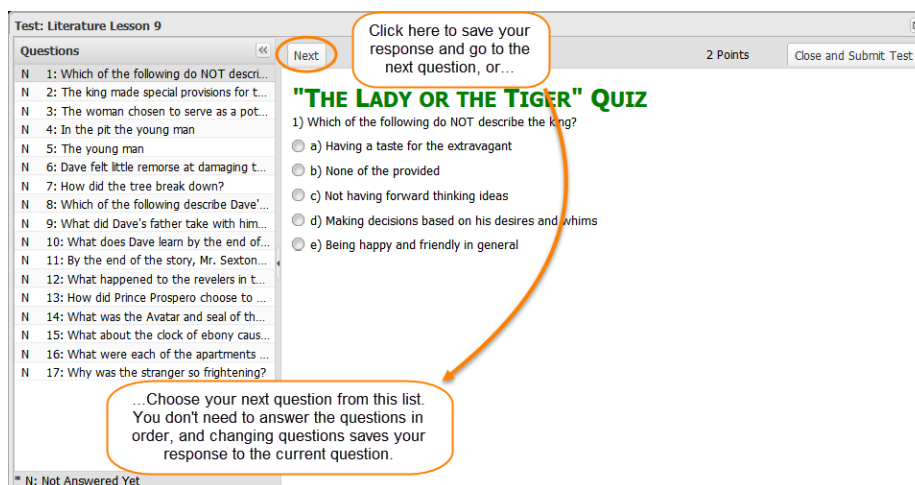 Test: Literature Lesson 9
Questions
N 1: Which of the following do NOT descri...
N 2: The king made special provisions for t...
N 3: The woman chosen to serve as a pot...
N 4: In the pit the young man
N 5: The young man
N 6: Dave felt little remorse at damaging t...
N 7: How did the tree break down?
N 8: Which of the following describe Dave'...
N 9: What did Dave's father take with him...
N 10: What does Dave learn by the end of...
N 11: By the end of the story, Mr. Sexton...
N 12: What happened to the revelers in t...
N 13: How did Prince Prospero choose to ...
N 14: What was the Avatar and seal of th...
N 15: What about the clock of ebony caus...
N 16: What were each of the apartments ...
N 17: Why was the stranger so frightening?
* N: Not Answered Yet
Next
Click here to save your
response and go to the
next question, or...
2 Points
Close and Submit Test
"THE LADY OR THE TIGER" QUIZ
1) Which of the following do NOT describe the king?
a) Having a taste for the extravagant
b) None of the provided
c) Not having forward thinking ideas
d) Making decisions based on his desires and whims
e) Being happy and friendly in general
...Choose your next question from this list.
You don't need to answer the questions in
order, and changing questions saves your
response to the current question.